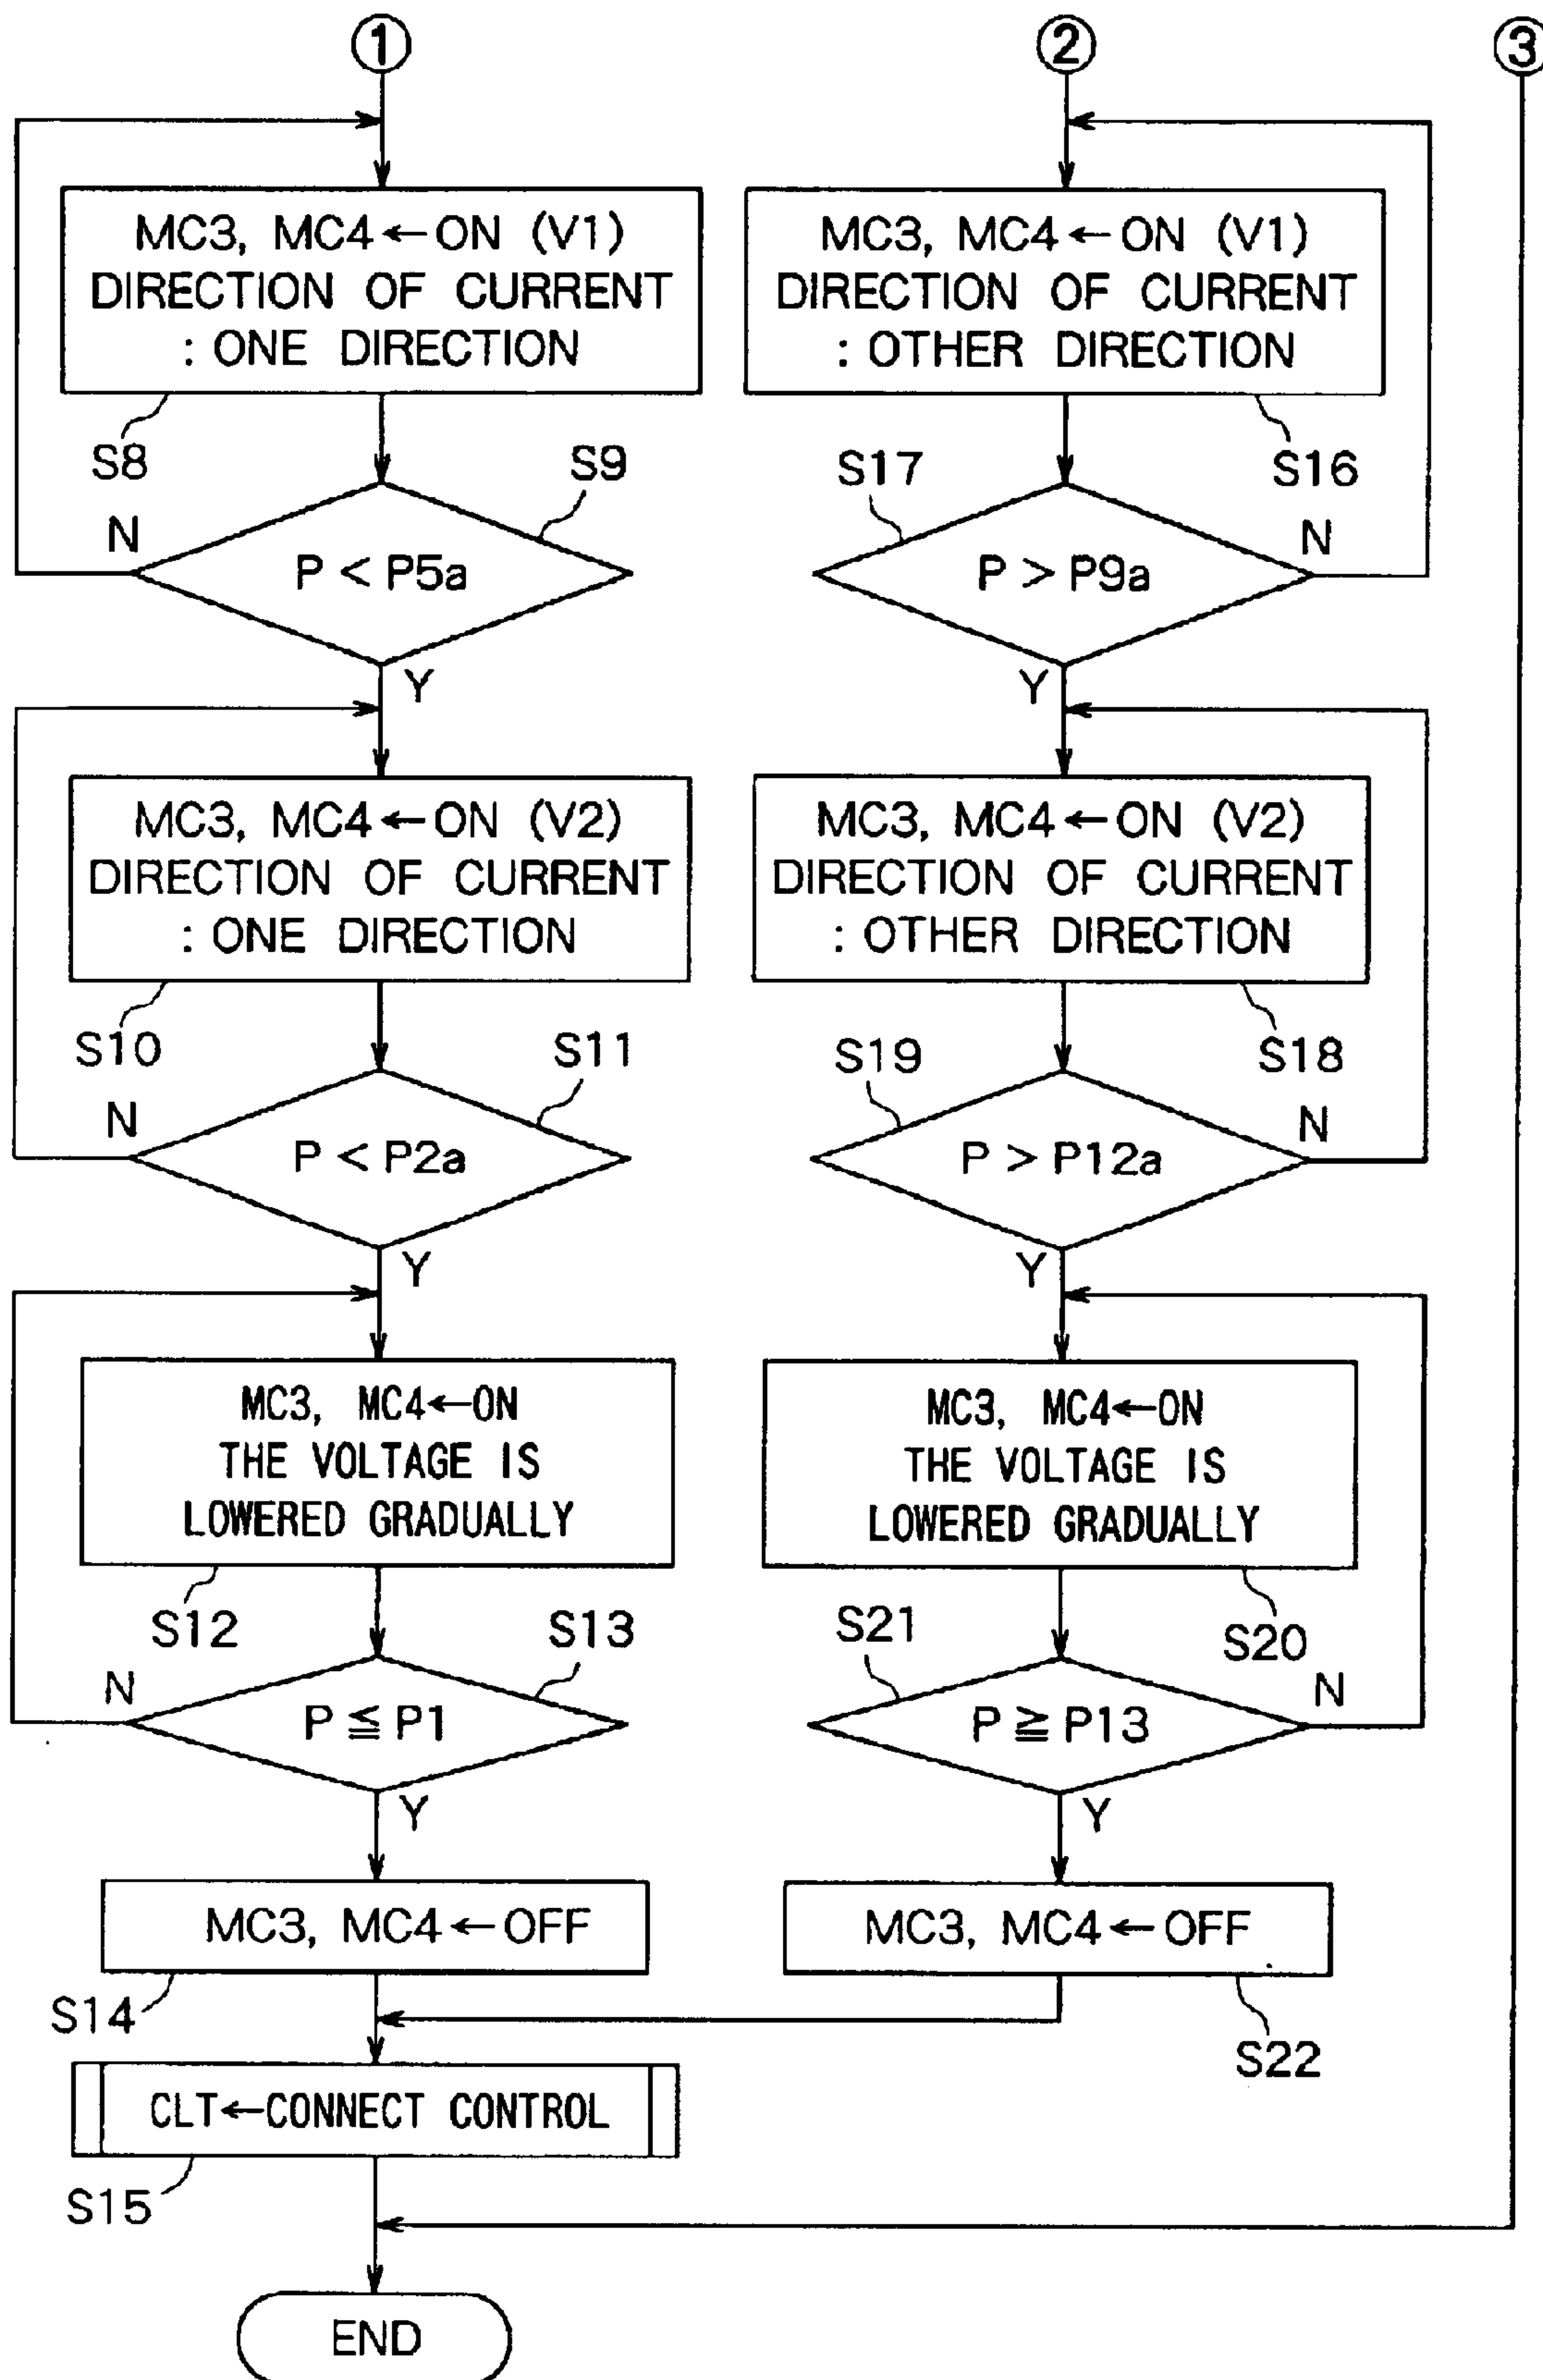 1
2
3
MC3, MC4←ON (V1)
DIRECTION OF CURRENT
: ONE DIRECTION
S8
S9
N
P < P5a
Y
MC3, MC4←ON (V2)
DIRECTION OF CURRENT
: ONE DIRECTION
S10
S11
N
P < P2a
Y
MC3, MC4←ON
THE VOLTAGE IS
LOWERED GRADUALLY
S12
S13
N
P ≦ P1
Y
MC3, MC4←OFF
S14
CLT←CONNECT CONTROL
S15
END
MC3, MC4←ON (V1)
DIRECTION OF CURRENT
: OTHER DIRECTION
S17
S16
N
P > P9a
Y
MC3, MC4←ON (V2)
DIRECTION OF CURRENT
: OTHER DIRECTION
S19
S18
N
P > P12a
Y
MC3, MC4←ON
THE VOLTAGE IS
LOWERED GRADUALLY
S21
S20
N
P ≧ P13
Y
MC3, MC4←OFF
S22